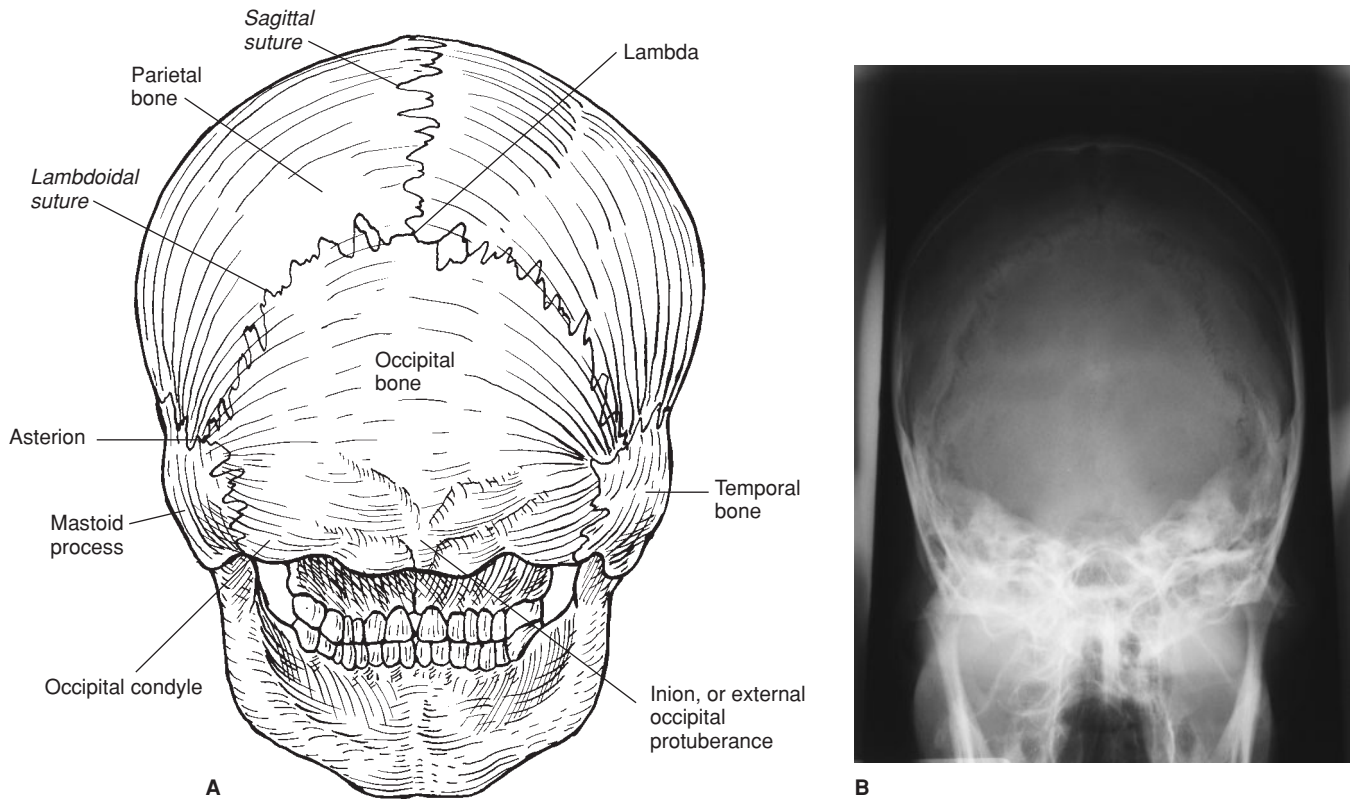 Sagittal
suture
Lambda
Parietal
bone
Lambdoidal
suture
Occipital
bone
Asterion
Temporal
bone
Mastoid
process
Occipital condyle
Inion, or external
occipital
protuberance
A
B